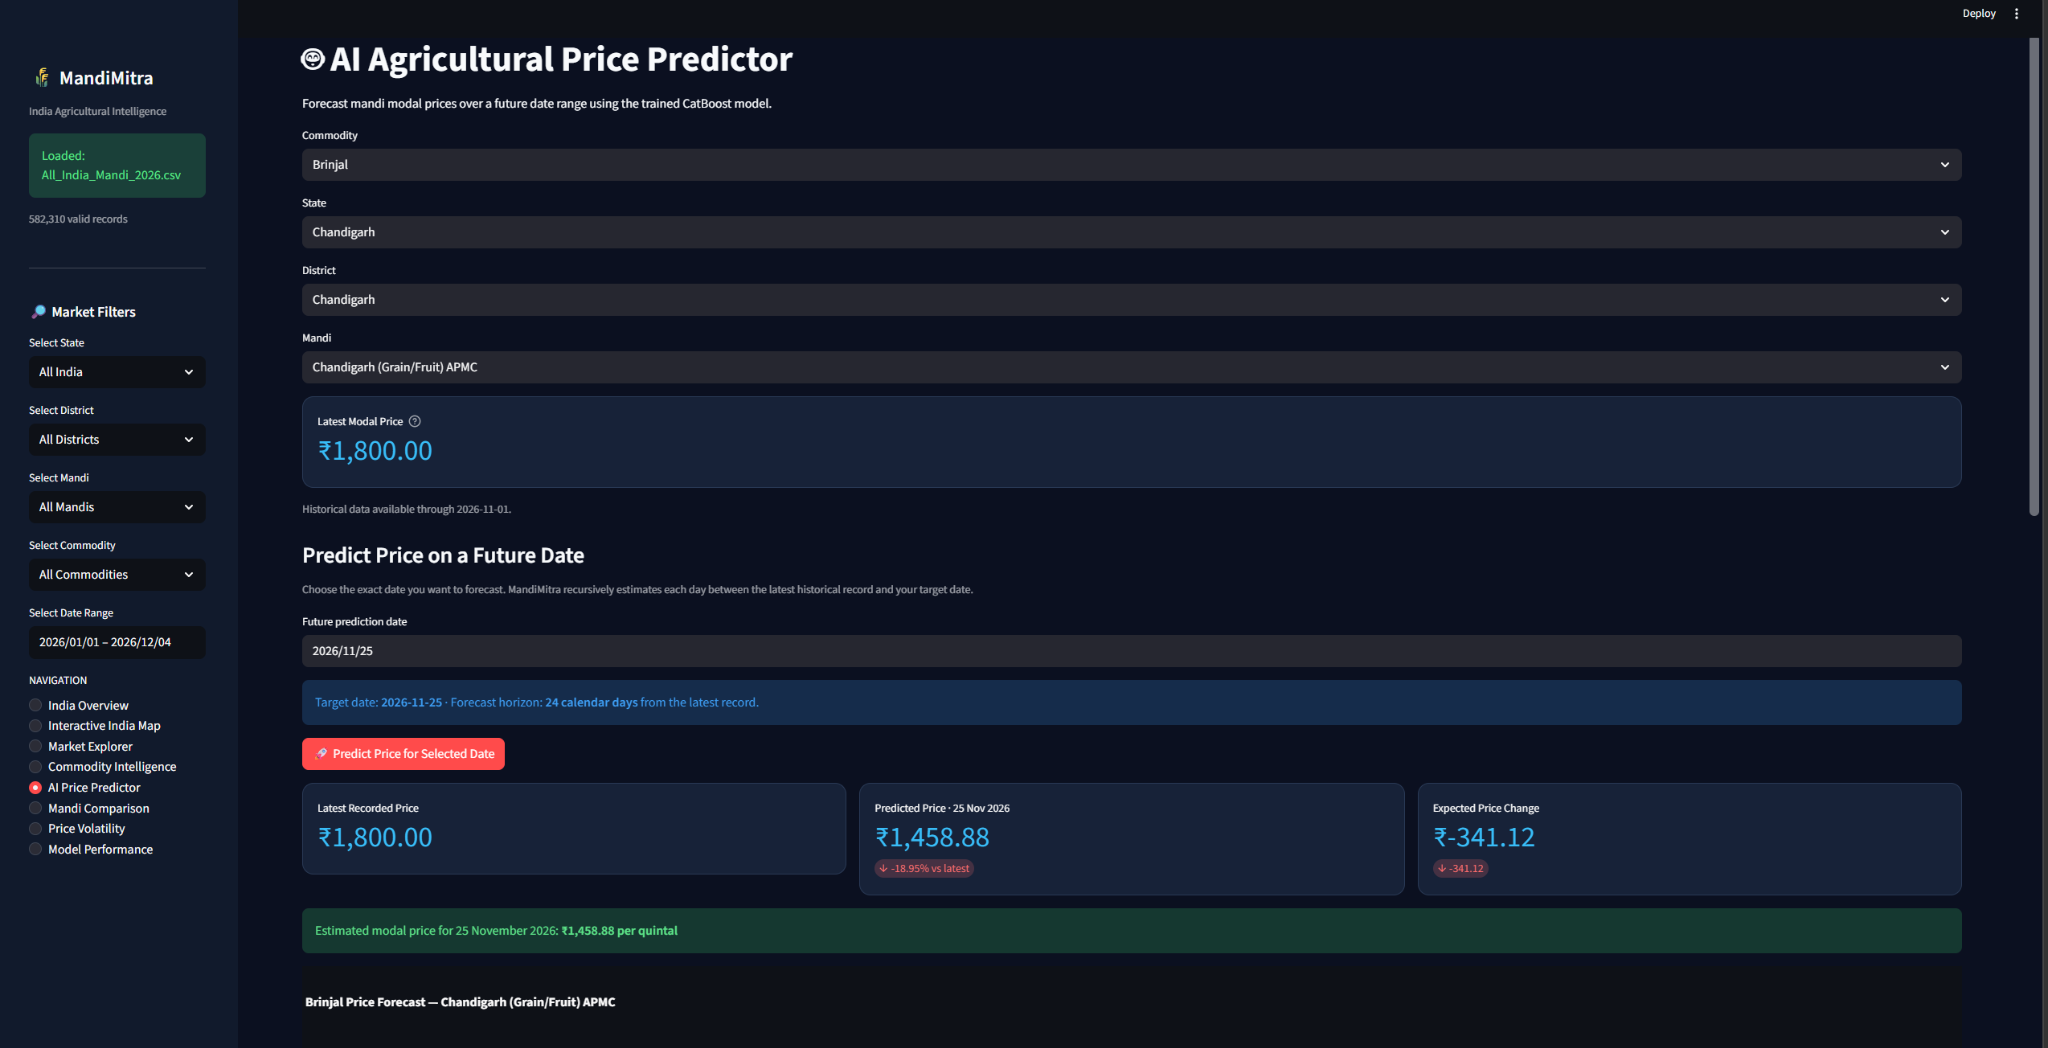 Deploy
MandiMitra
India Agricultural Intelligence
Loaded:
All_India_Mandi_2026.csv
582,310 valid records
Market Filters
Select State
All India
Select District
All Districts
Select Mandi
All Mandis
Select Commodity
All Commodities
Select Date Range
2026/01/01 – 2026/12/04
NAVIGATION
India Overview
Interactive India Map
Market Explorer
Commodity Intelligence
AI Price Predictor
Mandi Comparison
Price Volatility
Model Performance
AI Agricultural Price Predictor
Forecast mandi modal prices over a future date range using the trained CatBoost model.
Commodity
Brinjal
State
Chandigarh
District
Chandigarh
Mandi
Chandigarh (Grain/Fruit) APMC
Latest Modal Price
₹1,800.00
Historical data available through 2026-11-01.
Predict Price on a Future Date
Choose the exact date you want to forecast. MandiMitra recursively estimates each day between the latest historical record and your target date.
Future prediction date
2026/11/25
Target date: 2026-11-25 · Forecast horizon: 24 calendar days from the latest record.
Predict Price for Selected Date
Latest Recorded Price
₹1,800.00
Predicted Price · 25 Nov 2026
₹1,458.88
↓ -18.95% vs latest
Expected Price Change
₹-341.12
↓ -341.12
Estimated modal price for 25 November 2026: ₹1,458.88 per quintal
Brinjal Price Forecast — Chandigarh (Grain/Fruit) APMC